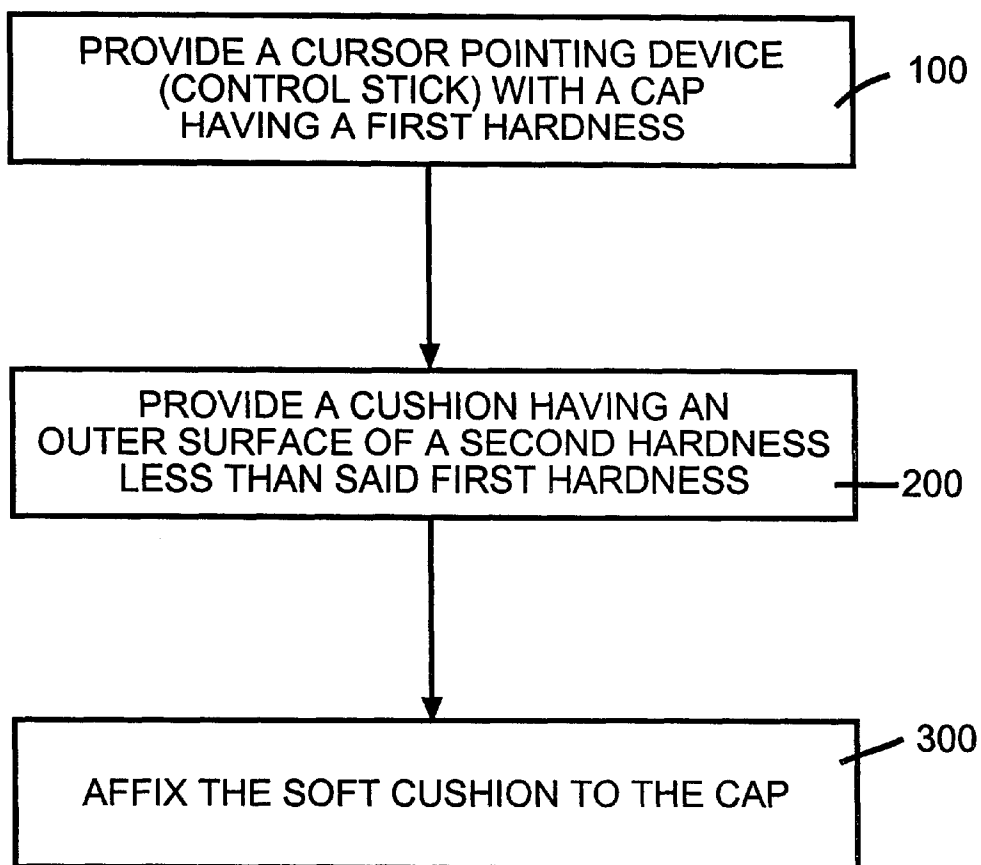 PROVIDE A CURSOR POINTING DEVICE
(CONTROL STICK) WITH A CAP
HAVING A FIRST HARDNESS
100
PROVIDE A CUSHION HAVING AN
OUTER SURFACE OF A SECOND HARDNESS
LESS THAN SAID FIRST HARDNESS
200
AFFIX THE SOFT CUSHION TO THE CAP
300